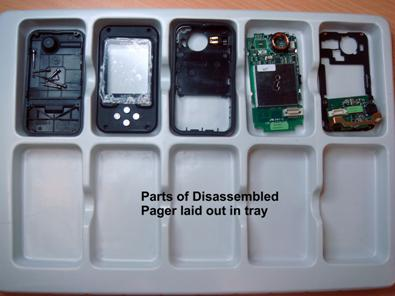 Parts of Disassembled
Pager laid out in tray